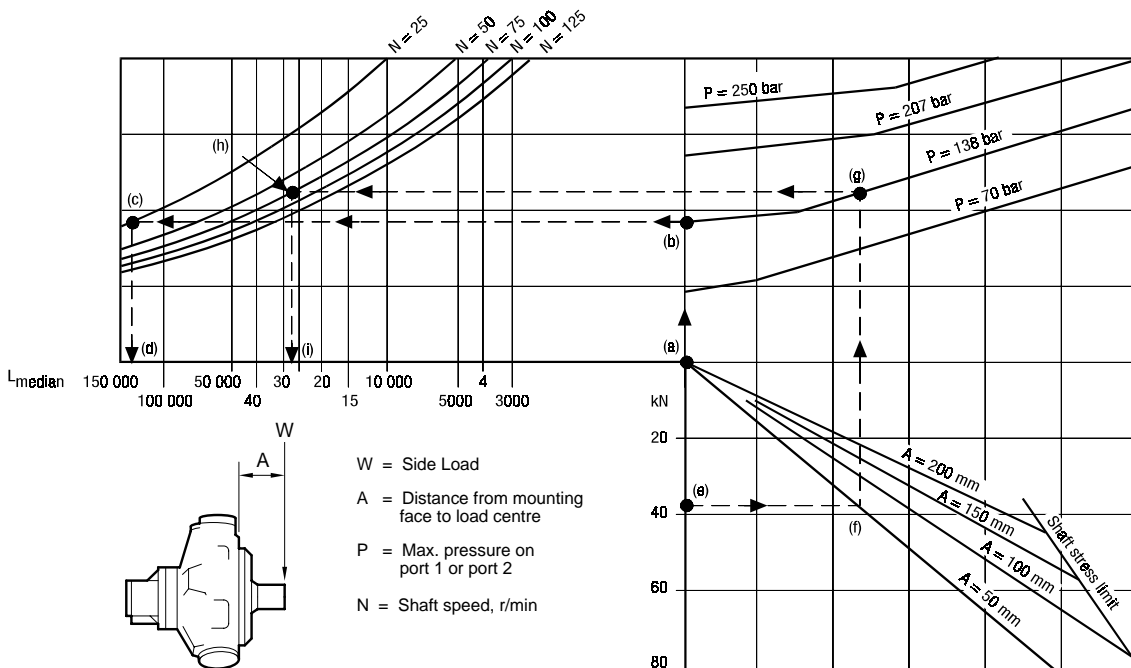 N = 25
N = 50
N = 75
N = 100
N = 125
P = 250 bar
P = 207 bar
P = 138 bar
P = 70 bar
(h)
(c)
(g)
(b)
(d)
(i)
(a)
Lmedian
150 000
50 000
30
20
10 000
4
3000
100 000
40
15
5000
kN
20
40
60
80
(e)
(f)
A = 200 mm
A = 150 mm
A = 100 mm
A = 50 mm
Shaft stress limit
W
A
W = Side Load
A = Distance from mounting
face to load centre
P = Max. pressure on
port 1 or port 2
N = Shaft speed, r/min